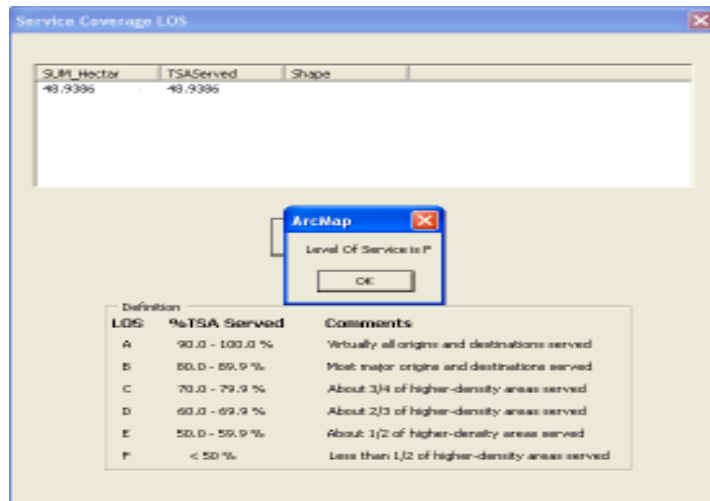 Service Coverage LOS
SUM_Hectar TSAServed Shape
48.9386 48.9386
ArcMap
Level Of Service is F
OK
Definition
LOS %TSA Served Comments
A 90.0 - 100.0 % Virtually all origins and destinations served
B 80.0 - 89.9 % Most major origins and destinations served
C 70.0 - 79.9 % About 3/4 of higher-density areas served
D 60.0 - 69.9 % About 2/3 of higher-density areas served
E 50.0 - 59.9 % About 1/2 of higher-density areas served
F < 50 % Less than 1/2 of higher-density areas served